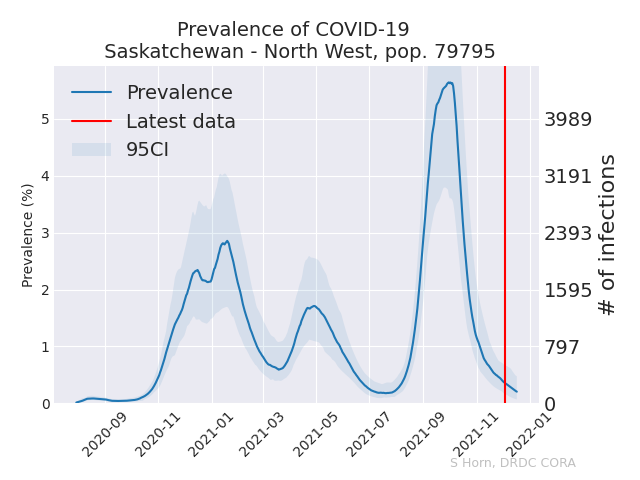 Prevalence of COVID-19
Saskatchewan - North West, pop. 79795
Prevalence
Latest data
95CI
Prevalence (%)
5
4
3
2
1
0
3989
3191
2393
1595
797
0
# of infections
2020-09
2020-11
2021-01
2021-03
2021-05
2021-07
2021-09
2021-11
2022-01
S Horn, DRDC CORA